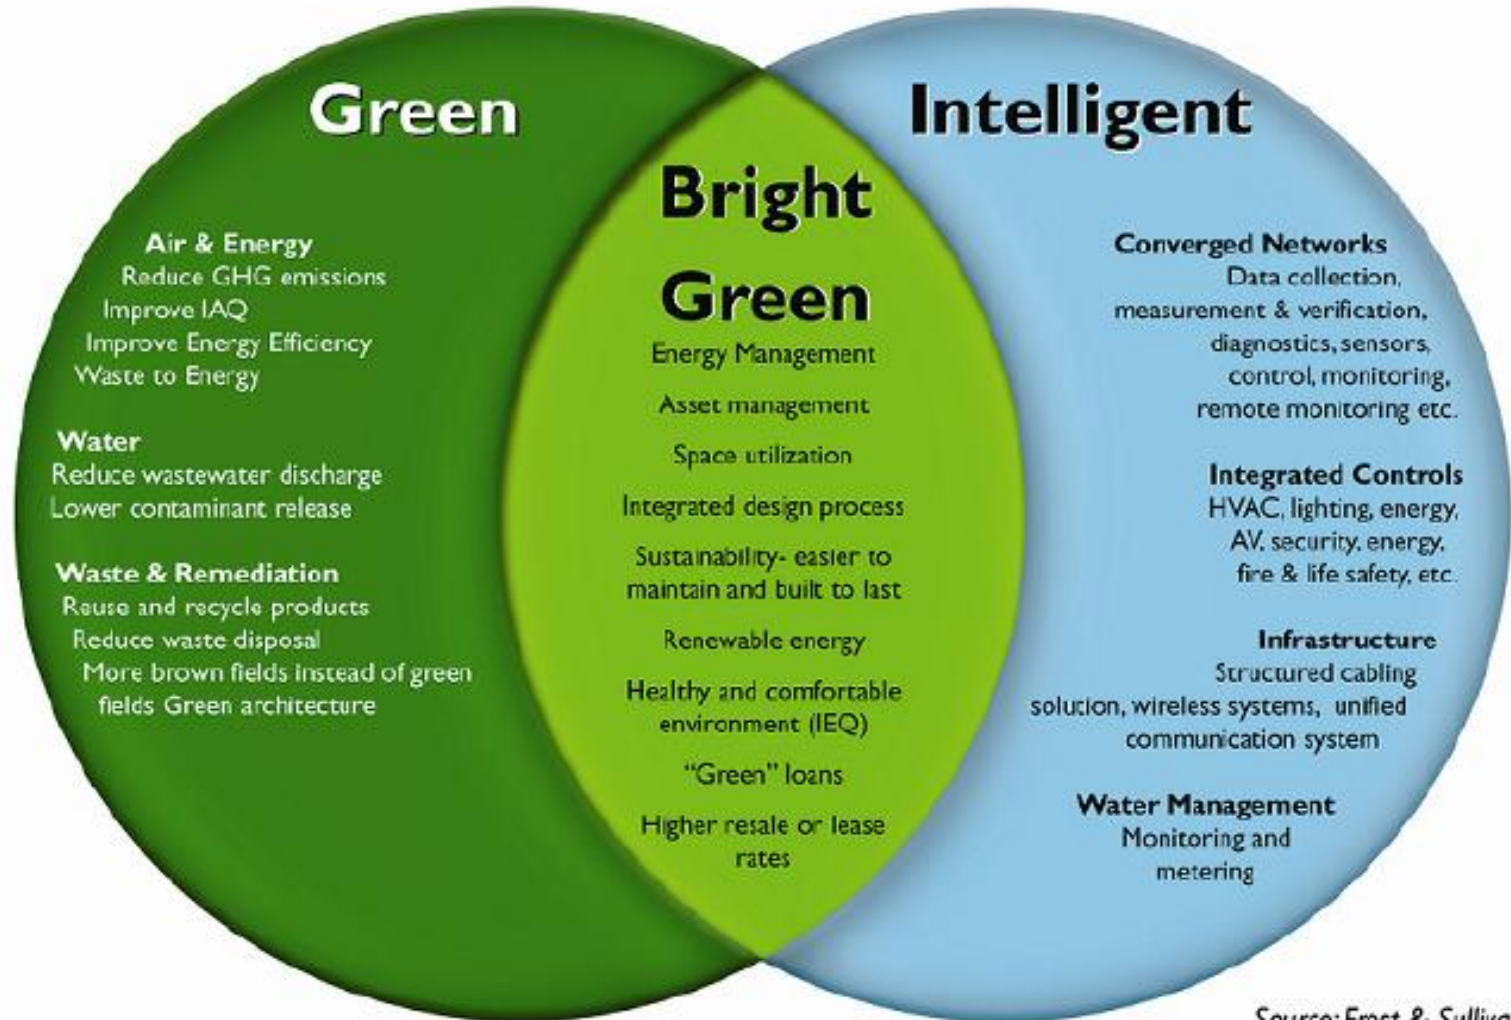 Green
Air & Energy
Reduce GHG emissions
Improve IAQ
Improve Energy Efficiency
Waste to Energy
Water
Reduce wastewater discharge
Lower contaminant release
Waste & Remediation
Reuse and recycle products
Reduce waste disposal
More brown fields instead of green
fields Green architecture
Bright
Green
Energy Management
Asset management
Space utilization
Integrated design process
Sustainability- easier to
maintain and built to last
Renewable energy
Healthy and comfortable
environment (IEQ)
“Green” loans
Higher resale or lease
rates
Intelligent
Converged Networks
Data collection,
measurement & verification,
diagnostics, sensors,
control, monitoring,
remote monitoring etc.
Integrated Controls
HVAC, lighting, energy,
AV, security, energy,
fire & life safety, etc.
Infrastructure
Structured cabling
solution, wireless systems, unified
communication system
Water Management
Monitoring and
metering
Source: Frost &